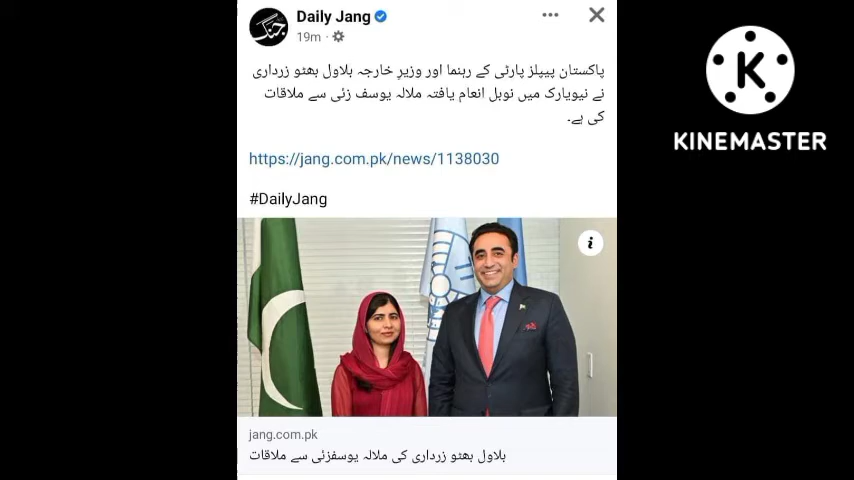 Daily Jang
19m
پاکستان پیپلز پارٹی کے رہنما اور وزیرِ خارجہ بلاول بھٹو زرداری
نے نیویارک میں نوبل انعام یافتہ ملالہ یوسف زئی سے ملاقات
کی ہے۔
https://jang.com.pk/news/1138030
#DailyJang
jang.com.pk
بلاول بھٹو زرداری کی ملالہ یوسفزئی سے ملاقات
جنگ
K
KINEMASTER
i